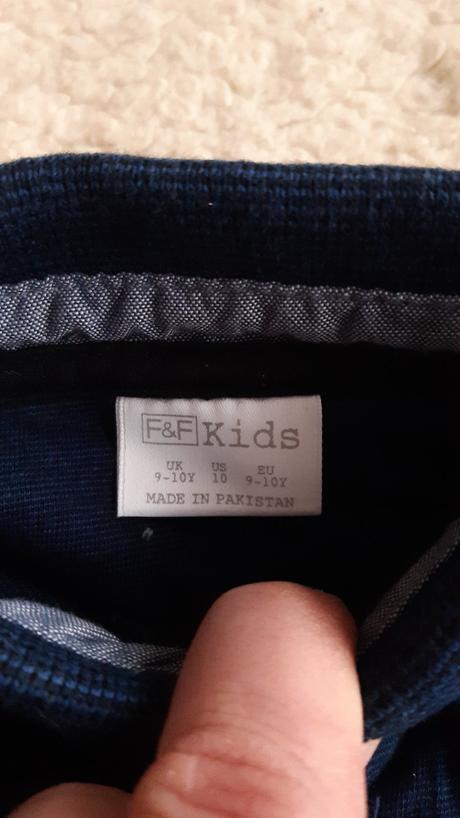 F&F Kids
UK US EU
9-10Y 10 9-10Y
MADE IN PAKISTAN